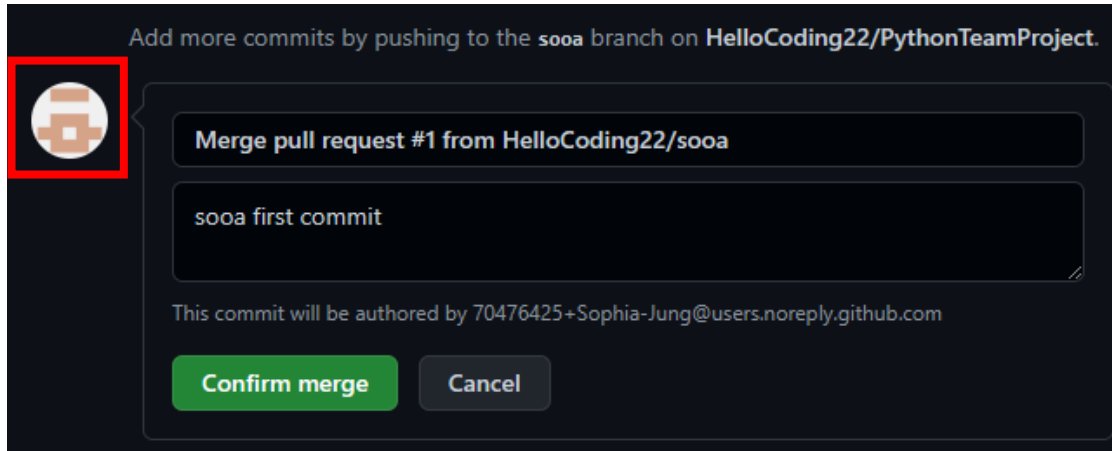 Add more commits by pushing to the sooa branch on HelloCoding22/PythonTeamProject.
Merge pull request #1 from HelloCoding22/sooa
sooa first commit
This commit will be authored by 70476425+Sophia-Jung@users.noreply.github.com
Confirm merge Cancel